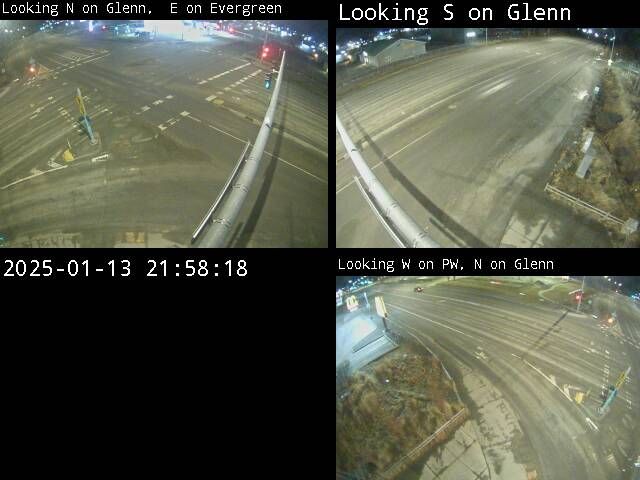 Looking N on Glenn,  E on Evergreen
Looking S on Glenn
2025-01-13 21:58:18
Looking W on PW, N on Glenn